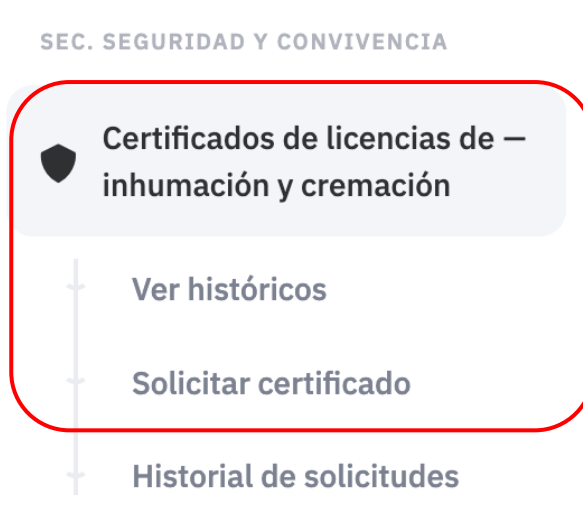 SEC. SEGURIDAD Y CONVIVENCIA
Certificados de licencias de –
inhumación y cremación
Ver históricos
Solicitar certificado
Historial de solicitudes